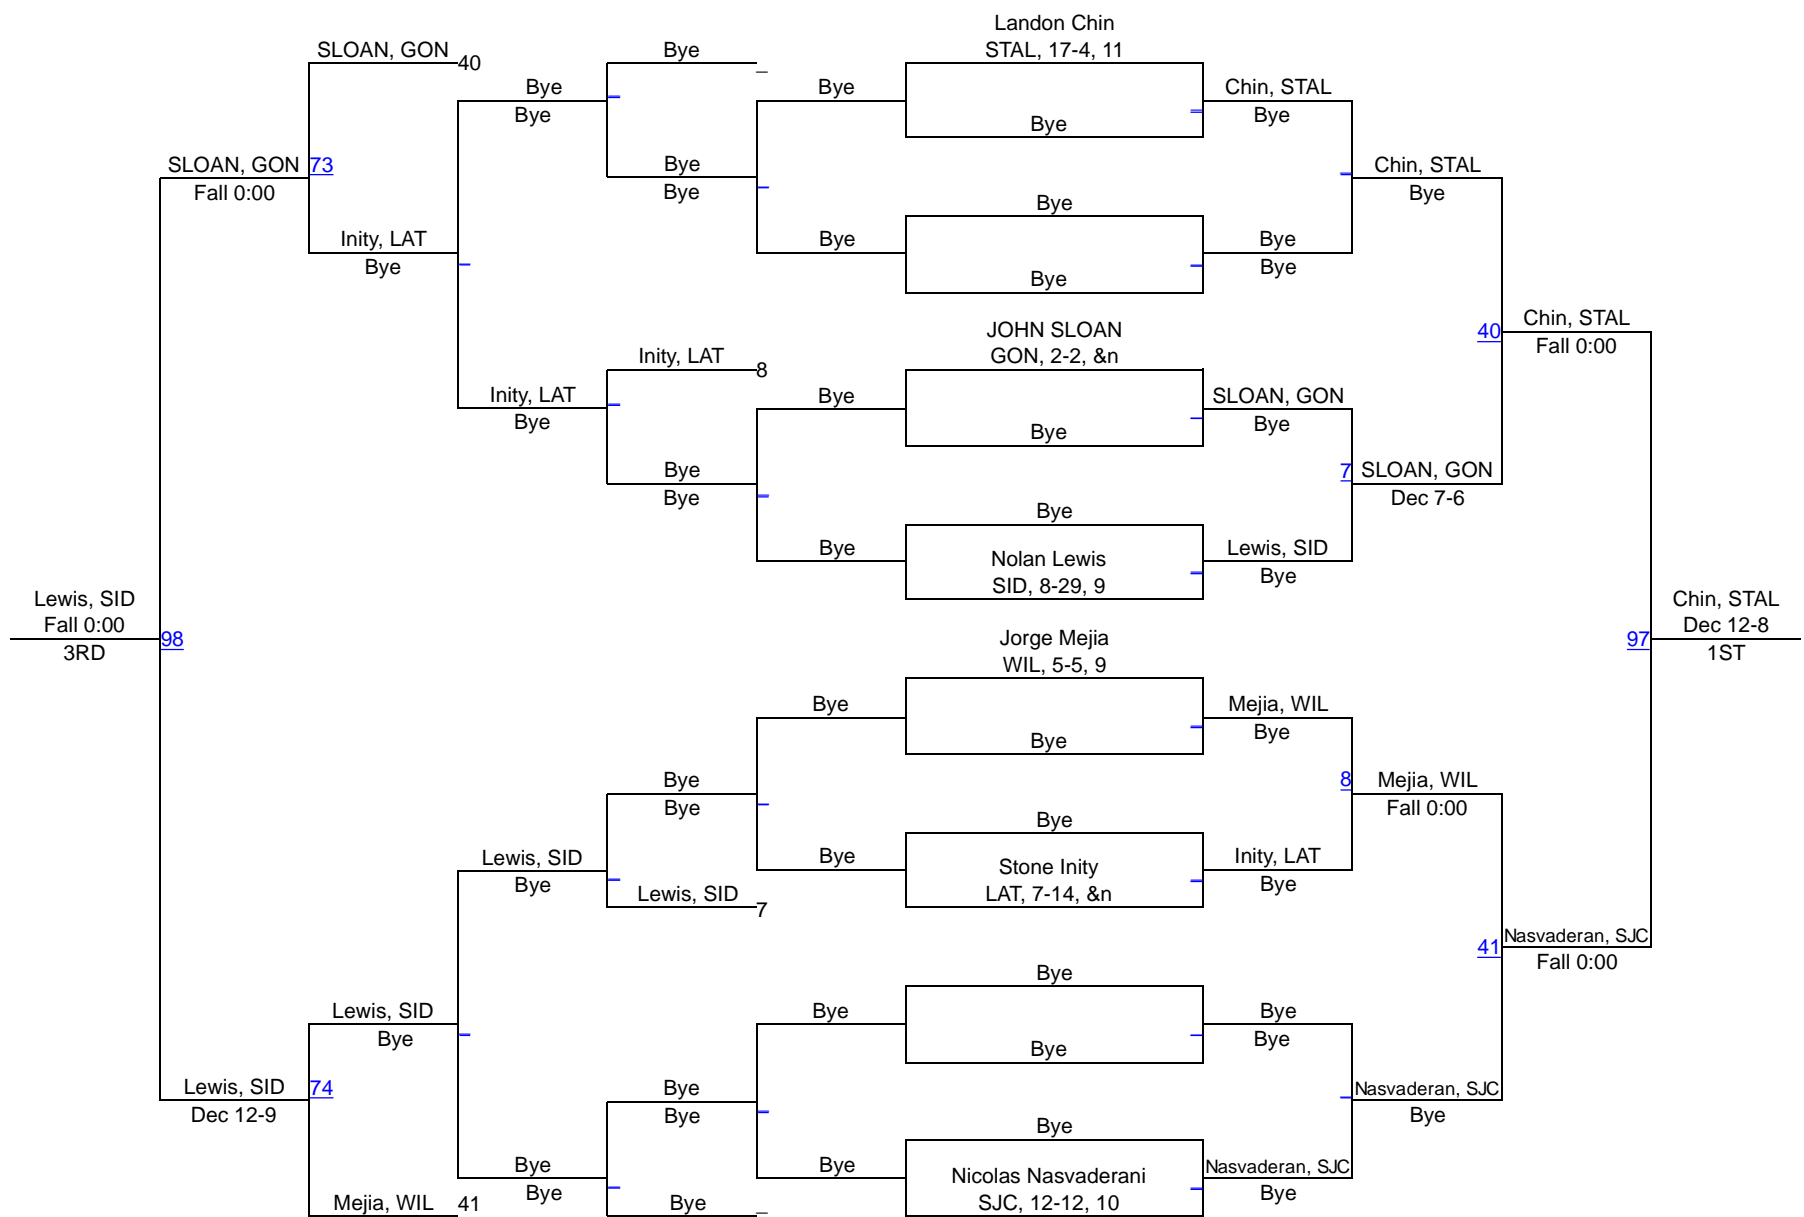 Landon Chin
SLOAN, GON
Bye
STAL, 17-4, 11
40
_
Bye
Bye
Chin, STAL
Bye
Bye
Bye
Bye
SLOAN, GON
73
Bye
Chin, STAL
Fall 0:00
Bye
Bye
Bye
Inity, LAT
Bye
Bye
Bye
Bye
Bye
JOHN SLOAN
40
Chin, STAL
Inity, LAT
GON, 2-2, &n
Fall 0:00
8
Inity, LAT
Bye
SLOAN, GON
Bye
Bye
Bye
Bye
7
SLOAN, GON
Bye
Dec 7-6
Bye
Bye
Nolan Lewis
Lewis, SID
SID, 8-29, 9
Bye
Lewis, SID
Chin, STAL
Fall 0:00
98
Jorge Mejia
97
Dec 12-8
3RD
WIL, 5-5, 9
1ST
Bye
Mejia, WIL
Bye
Bye
Bye
8
Mejia, WIL
Bye
Fall 0:00
Bye
Lewis, SID
Bye
Stone Inity
Inity, LAT
Bye
LAT, 7-14, &n
Bye
Lewis, SID
7
41
Nasvaderan, SJC
Fall 0:00
Bye
Lewis, SID
Bye
Bye
Bye
Bye
Bye
Lewis, SID
74
Bye
Nasvaderan, SJC
Dec 12-9
Bye
Bye
Bye
Bye
Bye
Nicolas Nasvaderani
Nasvaderan, SJC
Bye
SJC, 12-12, 10
Bye
Mejia, WIL
41
Bye
_